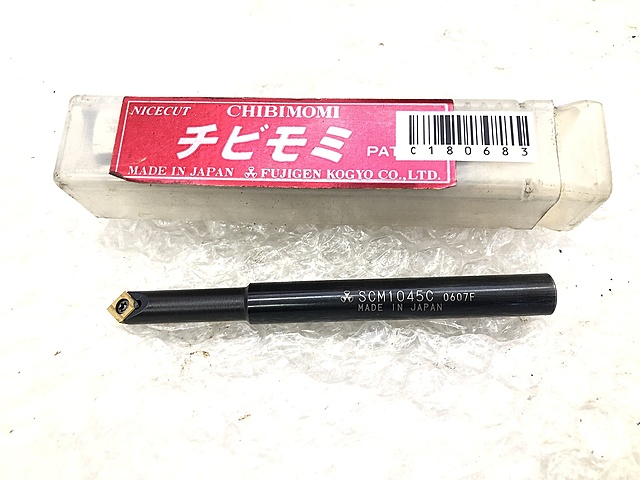 NICECUT CHIBIMOMI
チビモミ PAT
C180683
MADE IN JAPAN FUJIGEN KOGYO CO.,LTD.
SCM1045C 0607F
MADE IN JAPAN